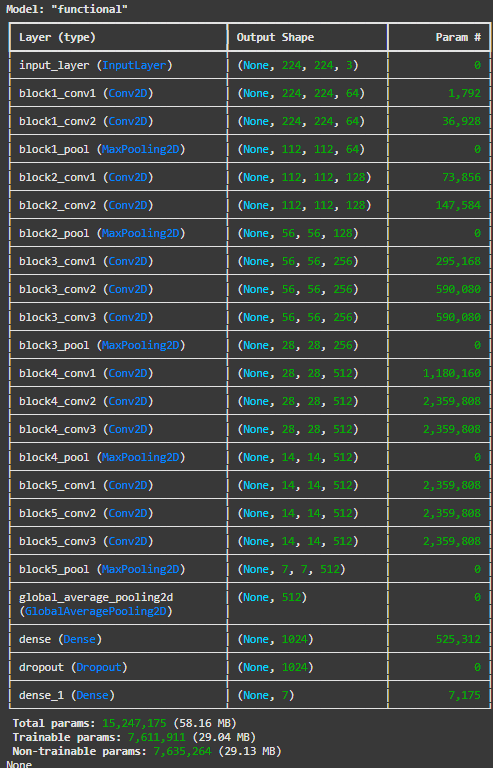 Model: "functional"
Layer (type) Output Shape Param #
input_layer (InputLayer) (None, 224, 224, 3) 0
block1_conv1 (Conv2D) (None, 224, 224, 64) 1,792
block1_conv2 (Conv2D) (None, 224, 224, 64) 36,928
block1_pool (MaxPooling2D) (None, 112, 112, 64) 0
block2_conv1 (Conv2D) (None, 112, 112, 128) 73,856
block2_conv2 (Conv2D) (None, 112, 112, 128) 147,584
block2_pool (MaxPooling2D) (None, 56, 56, 128) 0
block3_conv1 (Conv2D) (None, 56, 56, 256) 295,168
block3_conv2 (Conv2D) (None, 56, 56, 256) 590,080
block3_conv3 (Conv2D) (None, 56, 56, 256) 590,080
block3_pool (MaxPooling2D) (None, 28, 28, 256) 0
block4_conv1 (Conv2D) (None, 28, 28, 512) 1,180,160
block4_conv2 (Conv2D) (None, 28, 28, 512) 2,359,808
block4_conv3 (Conv2D) (None, 28, 28, 512) 2,359,808
block4_pool (MaxPooling2D) (None, 14, 14, 512) 0
block5_conv1 (Conv2D) (None, 14, 14, 512) 2,359,808
block5_conv2 (Conv2D) (None, 14, 14, 512) 2,359,808
block5_conv3 (Conv2D) (None, 14, 14, 512) 2,359,808
block5_pool (MaxPooling2D) (None, 7, 7, 512) 0
global_average_pooling2d (None, 512) 0
(GlobalAveragePooling2D)
dense (Dense) (None, 1024) 525,312
dropout (Dropout) (None, 1024) 0
dense_1 (Dense) (None, 7) 7,175
Total params: 15,247,175 (58.16 MB)
Trainable params: 7,611,911 (29.04 MB)
Non-trainable params: 7,635,264 (29.13 MB)
None